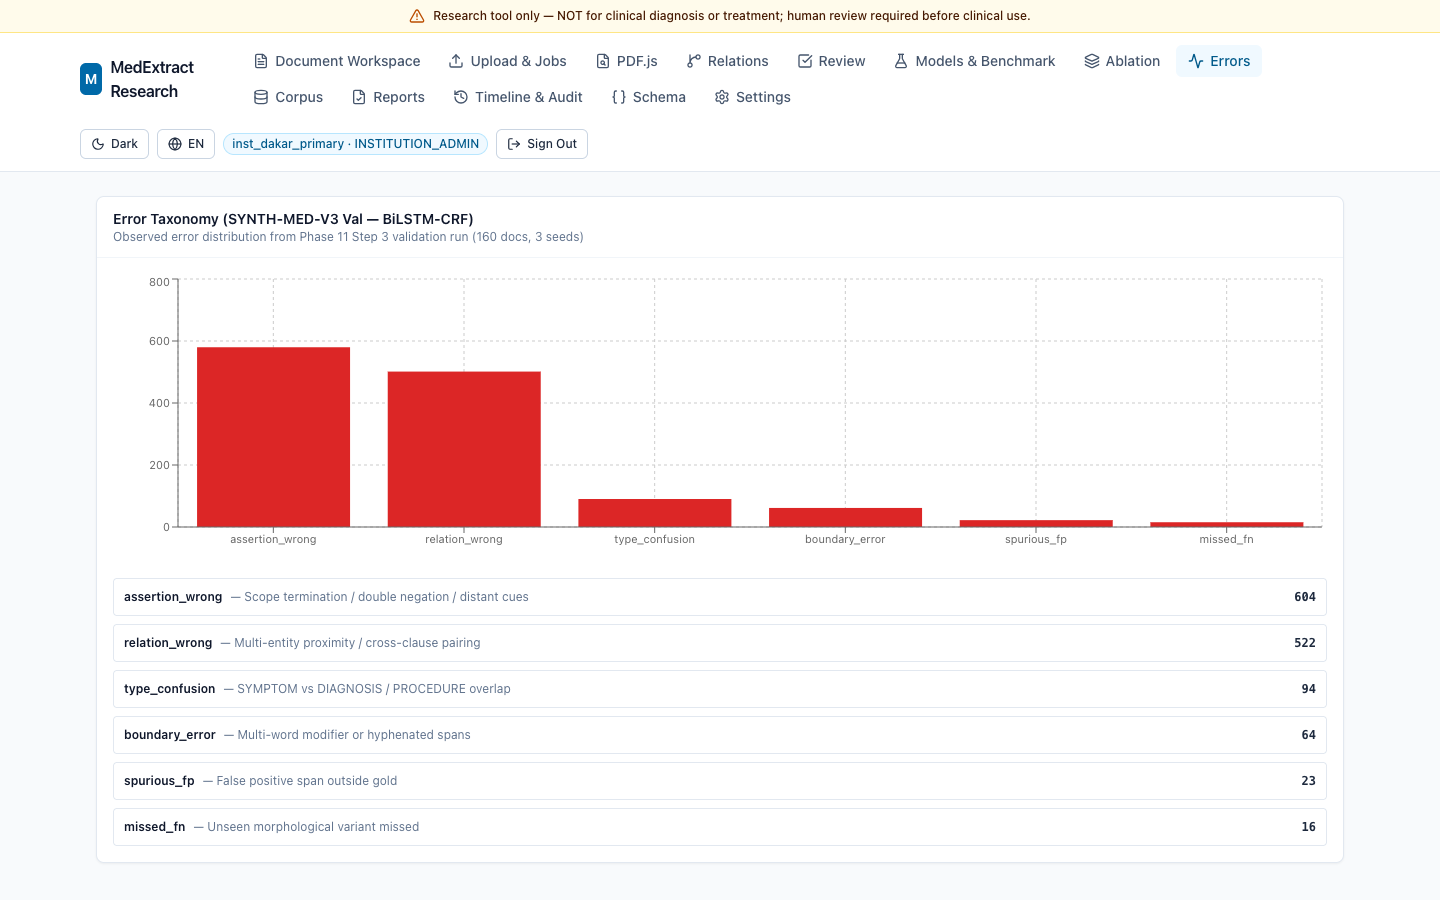 Research tool only — NOT for clinical diagnosis or treatment; human review required before clinical use.
M
MedExtract
Research
Document Workspace
Upload & Jobs
PDF.js
Relations
Review
Models & Benchmark
Ablation
Errors
Corpus
Reports
Timeline & Audit
Schema
Settings
Dark
EN
inst_dakar_primary · INSTITUTION_ADMIN
Sign Out
Error Taxonomy (SYNTH-MED-V3 Val — BiLSTM-CRF)
Observed error distribution from Phase 11 Step 3 validation run (160 docs, 3 seeds)
800
600
400
200
0
assertion_wrong
relation_wrong
type_confusion
boundary_error
spurious_fp
missed_fn
assertion_wrong — Scope termination / double negation / distant cues 604
relation_wrong — Multi-entity proximity / cross-clause pairing 522
type_confusion — SYMPTOM vs DIAGNOSIS / PROCEDURE overlap 94
boundary_error — Multi-word modifier or hyphenated spans 64
spurious_fp — False positive span outside gold 23
missed_fn — Unseen morphological variant missed 16